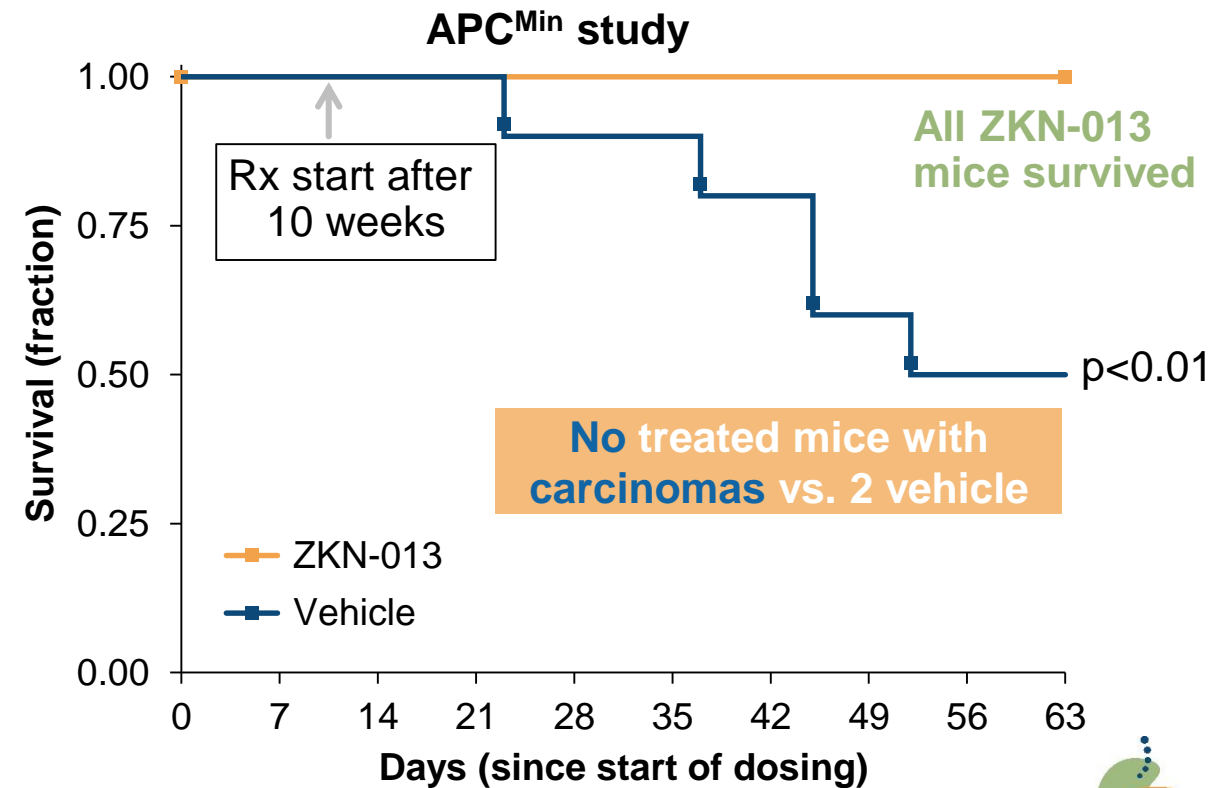 APCMin study
1.00
0.75
0.50
0.25
0.00
Survival (fraction)
Rx start after
10 weeks
All ZKN-013
mice survived
p<0.01
No treated mice with
carcinomas vs. 2 vehicle
ZKN-013
Vehicle
0 7 14 21 28 35 42 49 56 63
Days (since start of dosing)